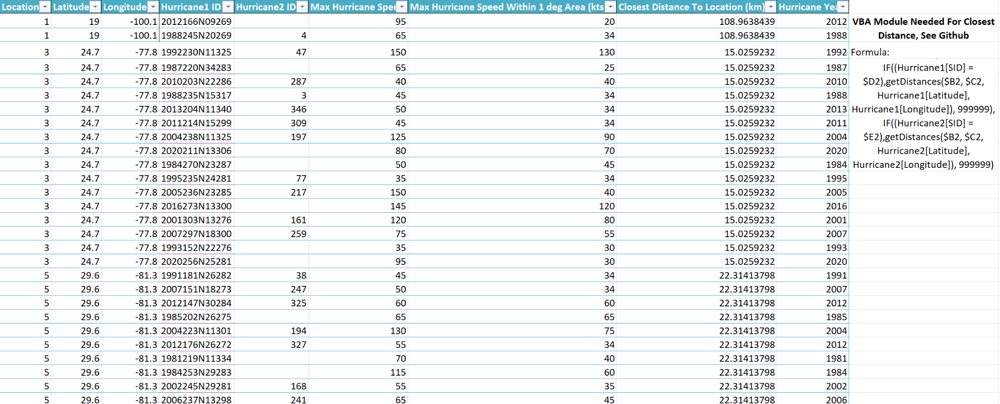 Location Latitude Longitude Hurricane1 ID Hurricane2 ID Max Hurricane Spee Max Hurricane Speed Within 1 deg Area (kts Closest Distance To Location (km) Hurricane Yea
1 19 -100.1 2012166N09269 95 20 108.9638439 2012 VBA Module Needed For Closest
1 19 -100.1 1988245N20269 4 65 34 108.9638439 1988 Distance, See Github
3 24.7 -77.8 1992230N11325 47 150 130 15.0259232 1992 Formula:
3 24.7 -77.8 1987220N34283 65 25 15.0259232 1987 IF((Hurricane1[SID] =
3 24.7 -77.8 2010203N22286 287 40 40 15.0259232 2010 $D2),getDistances($B2, $C2,
3 24.7 -77.8 1988235N15317 3 45 34 15.0259232 1988 Hurricane1[Latitude],
3 24.7 -77.8 2013204N11340 346 50 34 15.0259232 2013 Hurricane1[Longitude]), 999999),
3 24.7 -77.8 2011214N15299 309 45 34 15.0259232 2011 IF((Hurricane2[SID] =
3 24.7 -77.8 2004238N11325 197 125 90 15.0259232 2004 $E2),getDistances($B2, $C2,
3 24.7 -77.8 2020211N13306 80 70 15.0259232 2020 Hurricane2[Latitude],
3 24.7 -77.8 1984270N23287 50 45 15.0259232 1984 Hurricane2[Longitude]), 999999)
3 24.7 -77.8 1995235N24281 77 35 34 15.0259232 1995
3 24.7 -77.8 2005236N23285 217 150 40 15.0259232 2005
3 24.7 -77.8 2016273N13300 145 120 15.0259232 2016
3 24.7 -77.8 2001303N13276 161 120 80 15.0259232 2001
3 24.7 -77.8 2007297N18300 259 75 55 15.0259232 2007
3 24.7 -77.8 1993152N22276 35 30 15.0259232 1993
3 24.7 -77.8 2020256N25281 95 30 15.0259232 2020
5 29.6 -81.3 1991181N26282 38 45 34 22.31413798 1991
5 29.6 -81.3 2007151N18273 247 50 34 22.31413798 2007
5 29.6 -81.3 2012147N30284 325 60 60 22.31413798 2012
5 29.6 -81.3 1985202N26275 65 65 22.31413798 1985
5 29.6 -81.3 2004223N11301 194 130 75 22.31413798 2004
5 29.6 -81.3 2012176N26272 327 55 34 22.31413798 2012
5 29.6 -81.3 1981219N11334 70 40 22.31413798 1981
5 29.6 -81.3 1984253N29283 115 60 22.31413798 1984
5 29.6 -81.3 2002245N29281 168 55 35 22.31413798 2002
5 29.6 -81.3 2006237N13298 241 65 45 22.31413798 2006